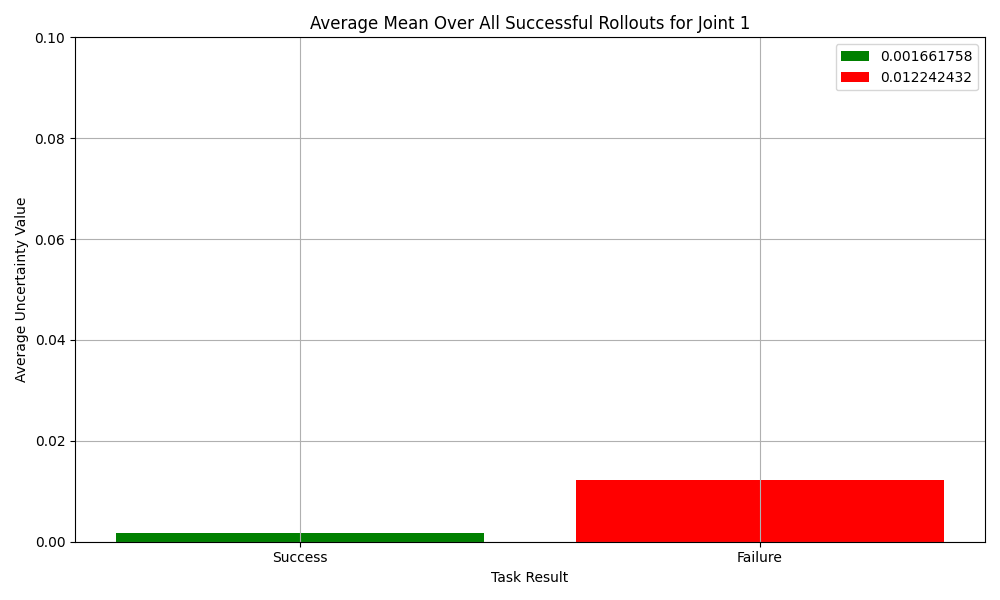 Average Mean Over All Successful Rollouts for Joint 1
0.001661758
0.012242432
Average Uncertainty Value
0.10
0.08
0.06
0.04
0.02
0.00
Success
Failure
Task Result